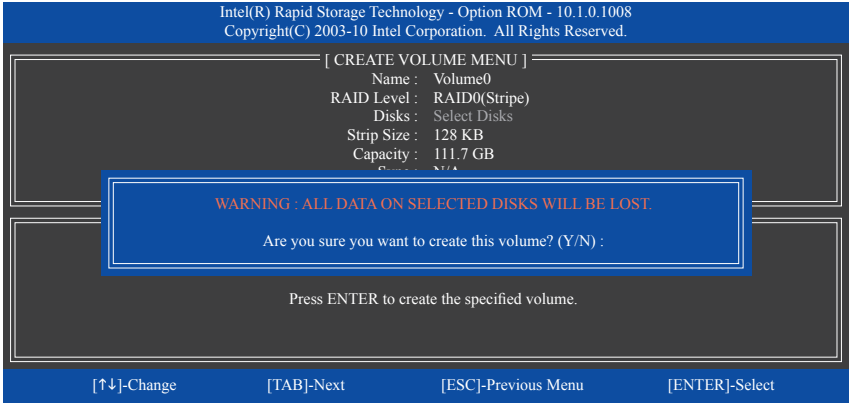 Intel(R) Rapid Storage Technology - Option ROM - 10.1.0.1008
Copyright(C) 2003-10 Intel Corporation. All Rights Reserved.
[ CREATE VOLUME MENU ]
Name : Volume0
RAID Level : RAID0(Stripe)
Disks : Select Disks
Strip Size : 128 KB
Capacity : 111.7 GB
Sync : N/A
WARNING : ALL DATA ON SELECTED DISKS WILL BE LOST.
Are you sure you want to create this volume? (Y/N) :
Press ENTER to create the specified volume.
[↑↓]-Change [TAB]-Next [ESC]-Previous Menu [ENTER]-Select